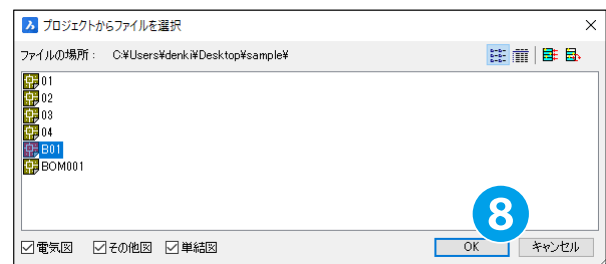 プロジェクトからファイルを選択
ファイルの場所： C:¥Users¥denki¥Desktop¥sample¥
01
02
03
04
B01
BOM001
8
電気図 その他図 単結図
OK キャンセル